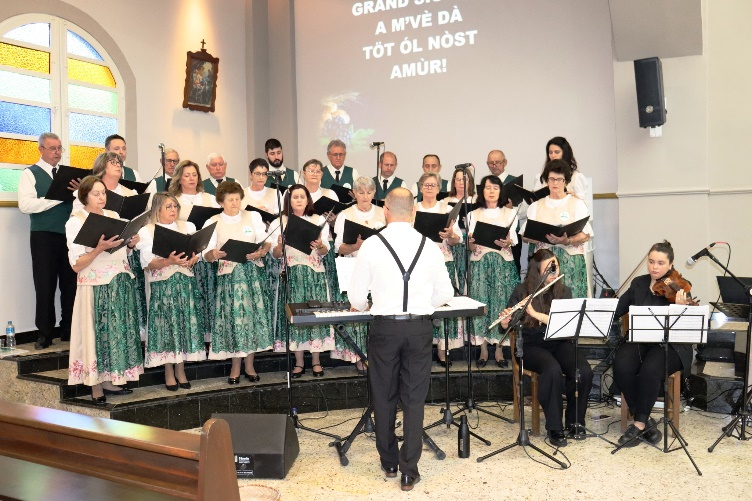 A M'VÈ DÀ
TÖT ÓL NÒST
AMÙR!